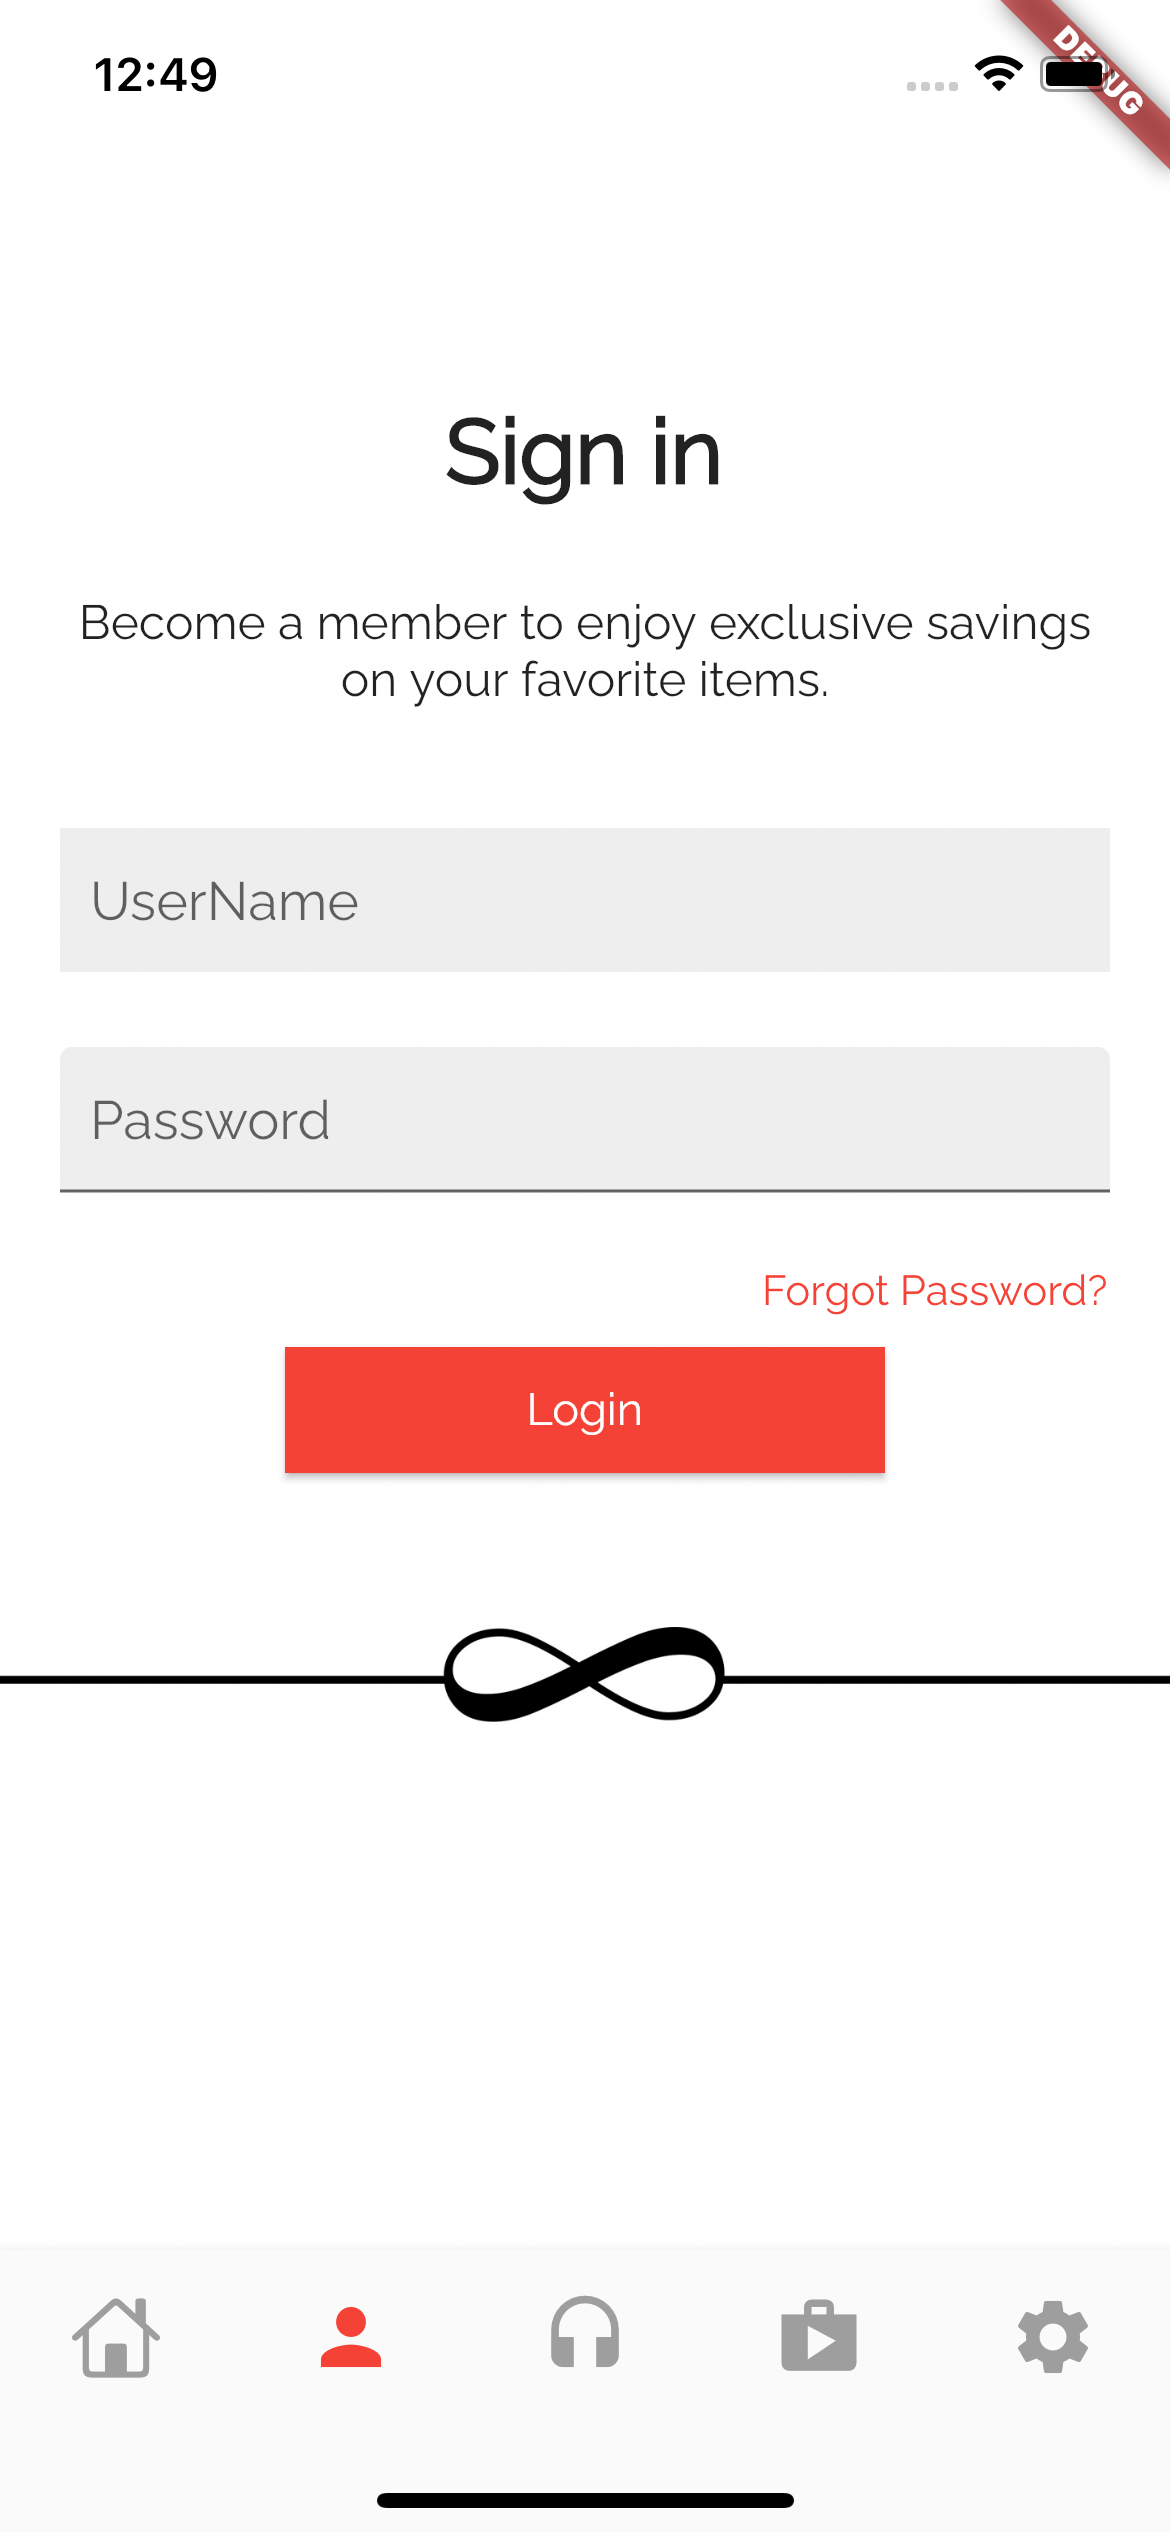 12:49
DEBUG
Sign in
Become a member to enjoy exclusive savings
on your favorite items.
UserName
Password
Forgot Password?
Login